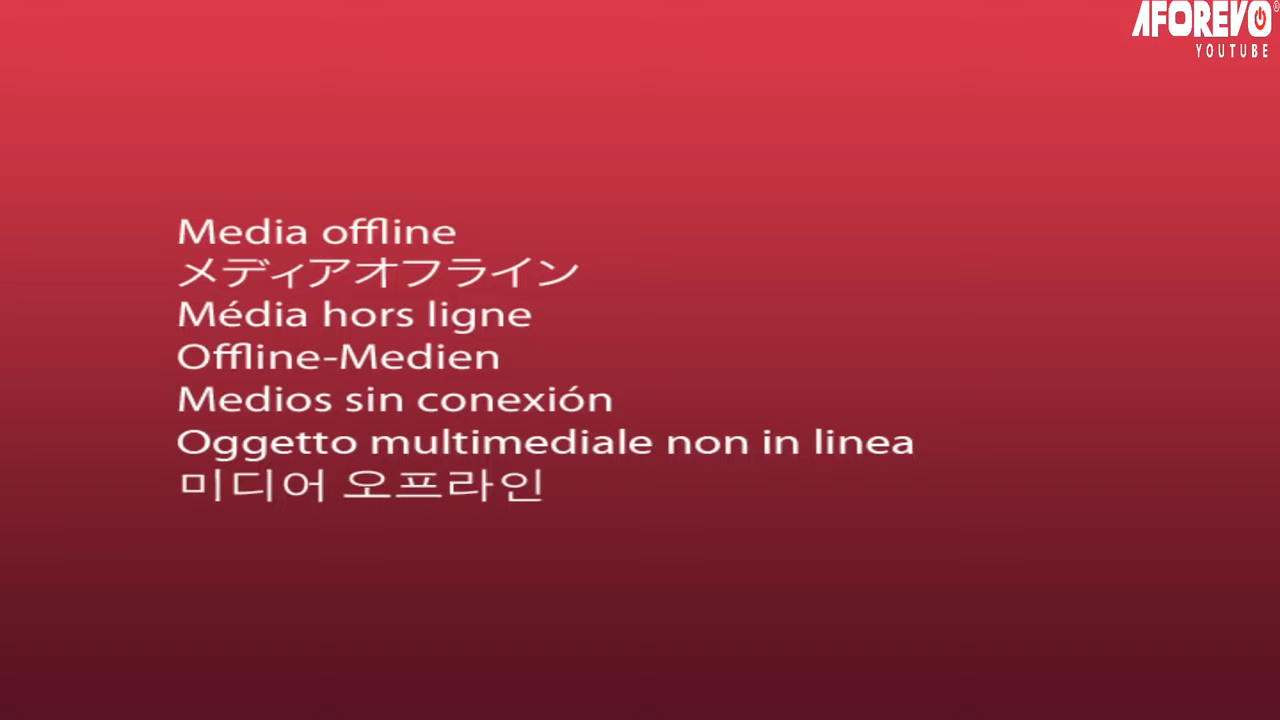 AFOREVO®
YOUTUBE
Media offline
メディアオフライン
Média hors ligne
Offline-Medien
Medios sin conexión
Oggetto multimediale non in linea
미디어 오프라인